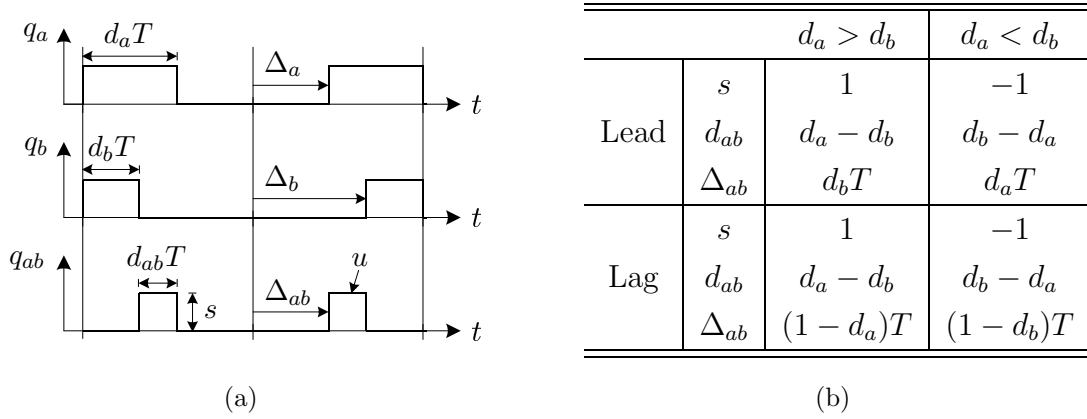 q_a d_aT Δ_a t
q_b d_bT Δ_b t
q_ab d_abT s Δ_ab u t
(a)
d_a > d_b d_a < d_b
Lead s 1 −1
d_ab d_a − d_b d_b − d_a
Δ_ab d_bT d_aT
Lag s 1 −1
d_ab d_a − d_b d_b − d_a
Δ_ab (1 − d_a)T (1 − d_b)T
(b)